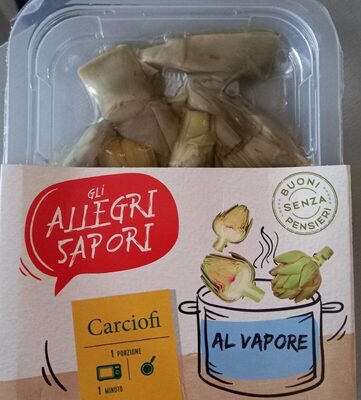 GLI
ALLEGRI
SAPORI
BUONI
SENZA
PENSIERI
Carciofi
1 PORZIONE
1 MINUTO
AL VAPORE